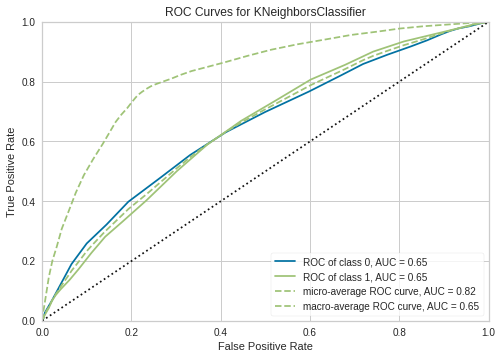 ROC Curves for KNeighborsClassifier
1.0
0.8
0.6
0.4
0.2
0.0
True Positive Rate
ROC of class 0, AUC = 0.65
ROC of class 1, AUC = 0.65
micro-average ROC curve, AUC = 0.82
macro-average ROC curve, AUC = 0.65
0.0 0.2 0.4 0.6 0.8 1.0
False Positive Rate